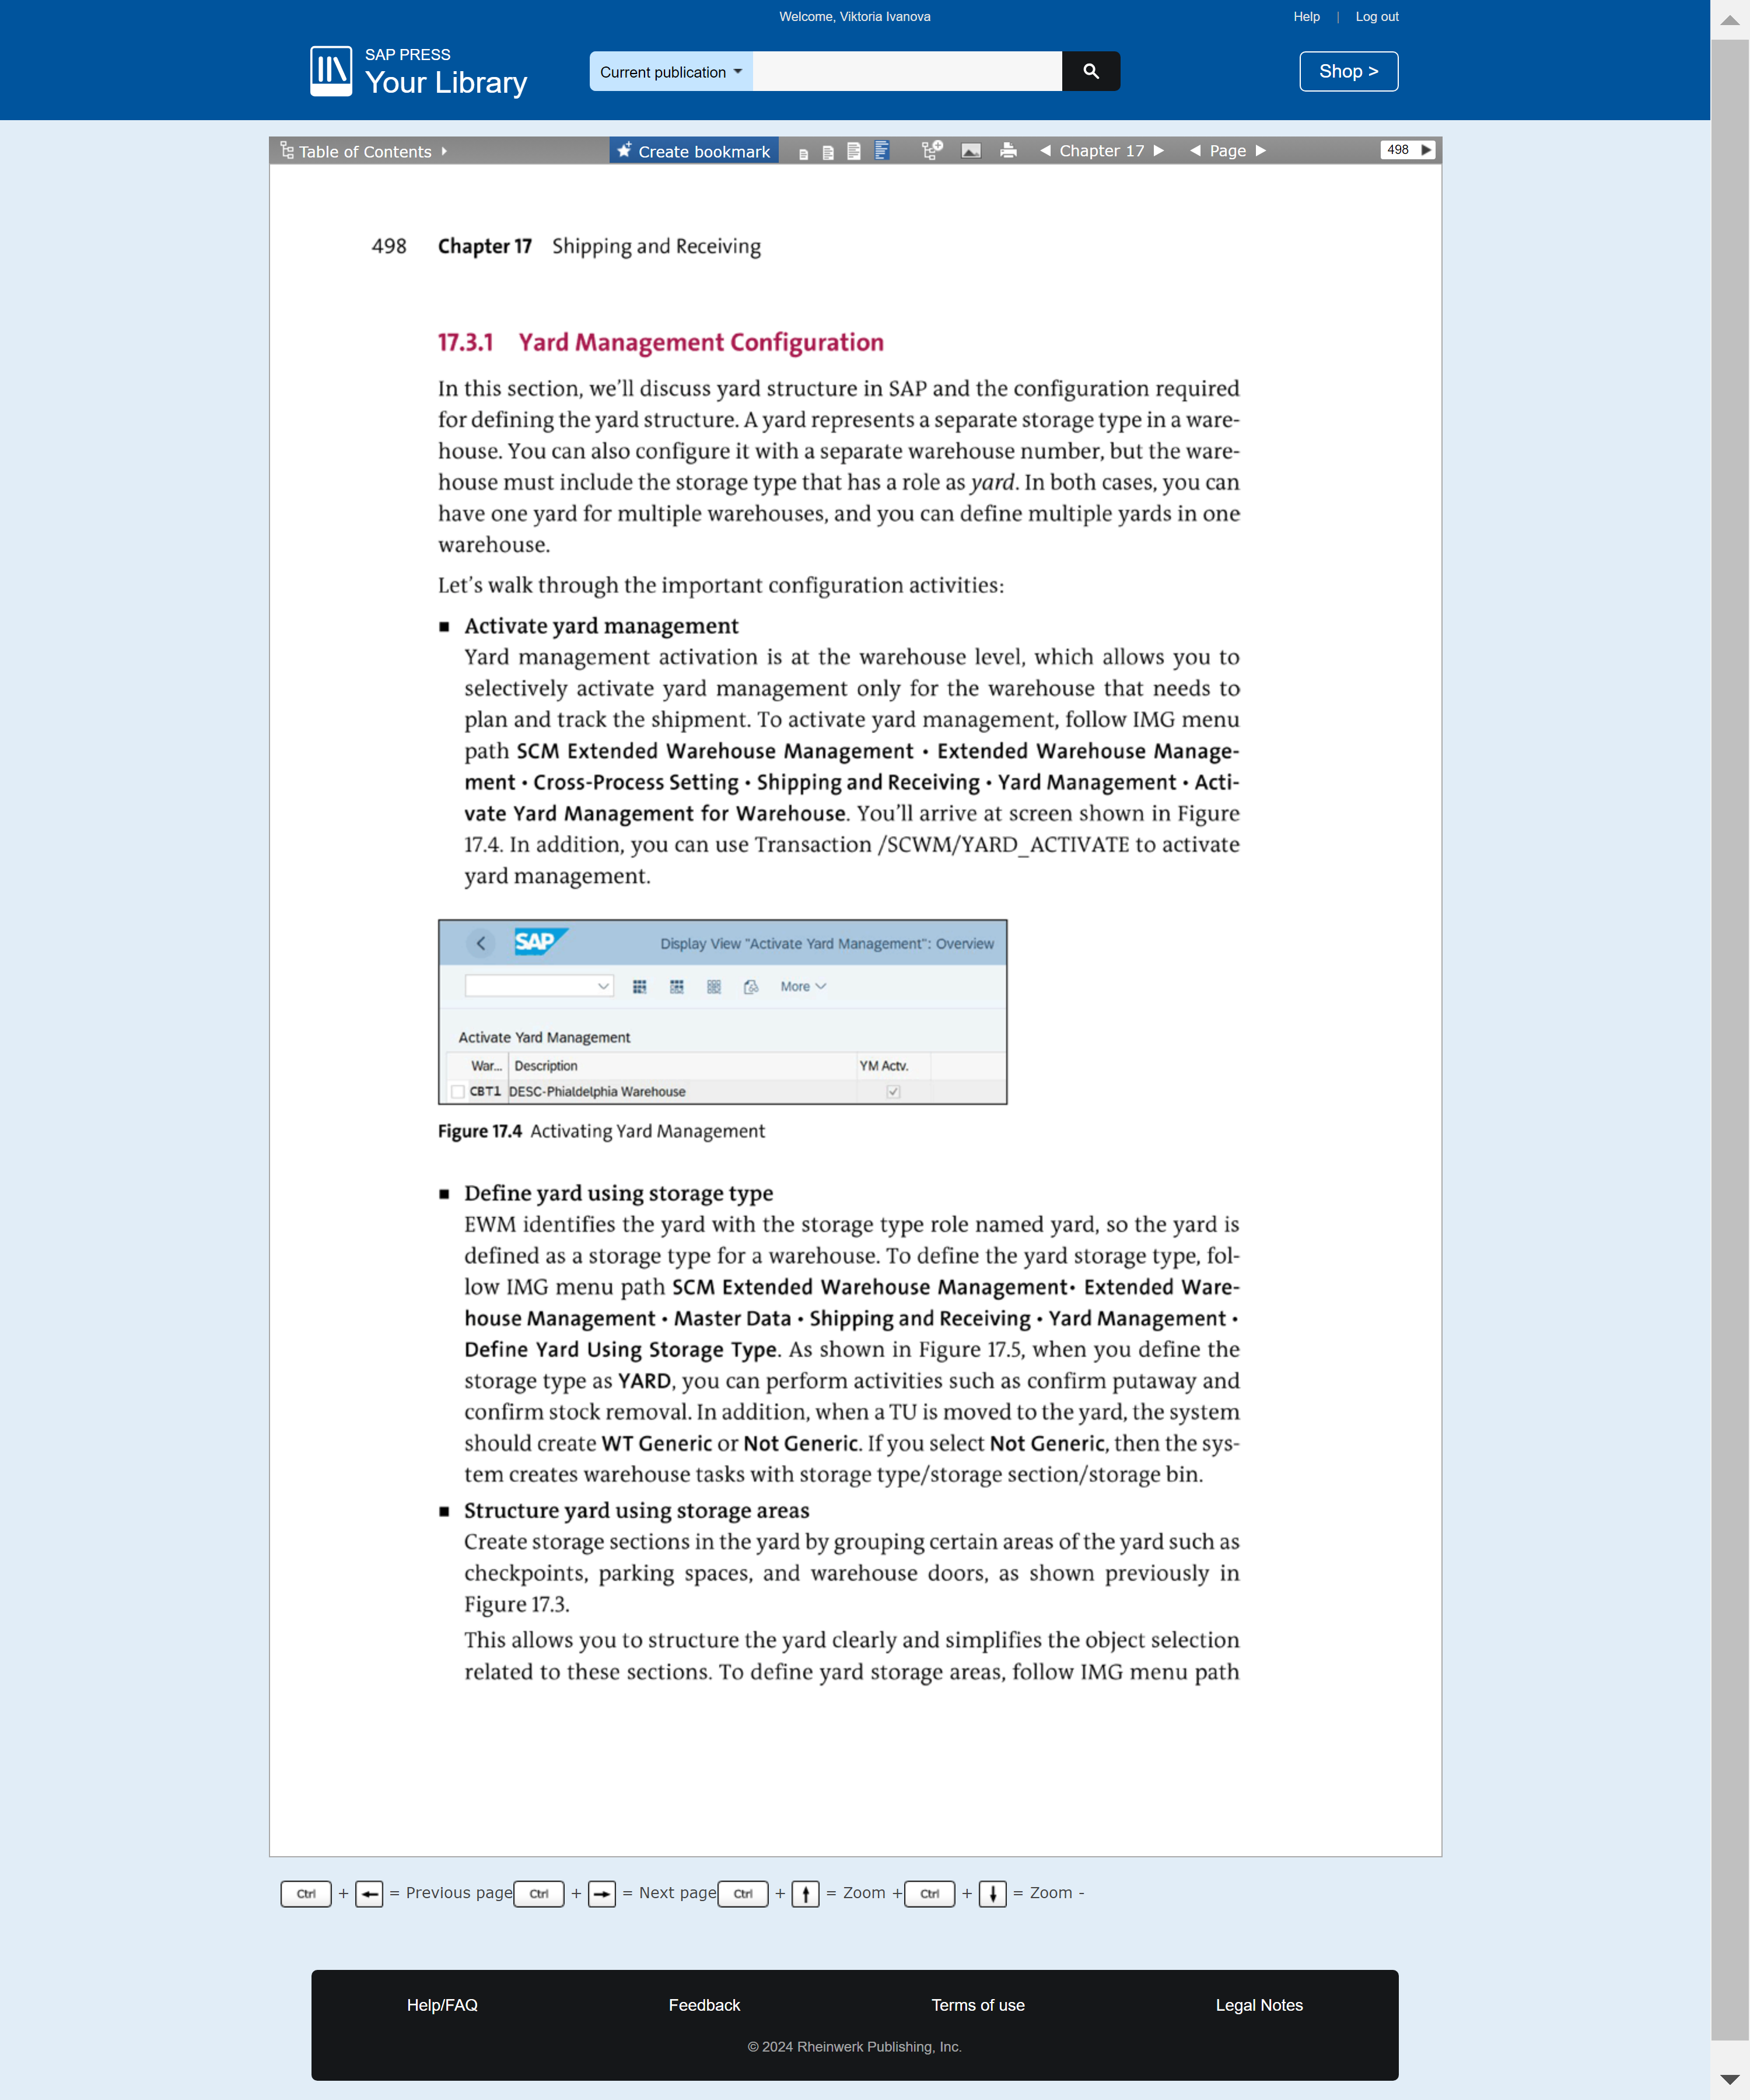 Welcome, Viktoria Ivanova
Help | Log out
SAP PRESS
Your Library
Current publication
Shop >
Table of Contents
Create bookmark
Chapter 17
Page
498
498 Chapter 17 Shipping and Receiving
17.3.1 Yard Management Configuration
In this section, we'll discuss yard structure in SAP and the configuration required
for defining the yard structure. A yard represents a separate storage type in a ware-
house. You can also configure it with a separate warehouse number, but the ware-
house must include the storage type that has a role as yard. In both cases, you can
have one yard for multiple warehouses, and you can define multiple yards in one
warehouse.
Let's walk through the important configuration activities:
■ Activate yard management
Yard management activation is at the warehouse level, which allows you to
selectively activate yard management only for the warehouse that needs to
plan and track the shipment. To activate yard management, follow IMG menu
path SCM Extended Warehouse Management • Extended Warehouse Manage-
ment • Cross-Process Setting • Shipping and Receiving • Yard Management • Acti-
vate Yard Management for Warehouse. You'll arrive at screen shown in Figure
17.4. In addition, you can use Transaction /SCWM/YARD_ACTIVATE to activate
yard management.
SAP
Display View "Activate Yard Management": Overview
More
Activate Yard Management
War... Description YM Actv.
CBT1 DESC-Phialdelphia Warehouse
Figure 17.4 Activating Yard Management
■ Define yard using storage type
EWM identifies the yard with the storage type role named yard, so the yard is
defined as a storage type for a warehouse. To define the yard storage type, fol-
low IMG menu path SCM Extended Warehouse Management• Extended Ware-
house Management • Master Data • Shipping and Receiving • Yard Management •
Define Yard Using Storage Type. As shown in Figure 17.5, when you define the
storage type as YARD, you can perform activities such as confirm putaway and
confirm stock removal. In addition, when a TU is moved to the yard, the system
should create WT Generic or Not Generic. If you select Not Generic, then the sys-
tem creates warehouse tasks with storage type/storage section/storage bin.
■ Structure yard using storage areas
Create storage sections in the yard by grouping certain areas of the yard such as
checkpoints, parking spaces, and warehouse doors, as shown previously in
Figure 17.3.
This allows you to structure the yard clearly and simplifies the object selection
related to these sections. To define yard storage areas, follow IMG menu path
Ctrl + ← = Previous page Ctrl + → = Next page Ctrl + ↑ = Zoom + Ctrl + ↓ = Zoom -
Help/FAQ Feedback Terms of use Legal Notes
© 2024 Rheinwerk Publishing, Inc.